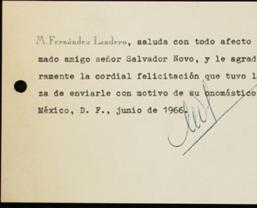 M. Fernández Landero, saluda con todo afecto
mado amigo señor Salvador Novo, y le agrad
ramente la cordial felicitación que tuvo l
za de enviarle con motivo de su onomástico
México, D. F., junio de 1966.